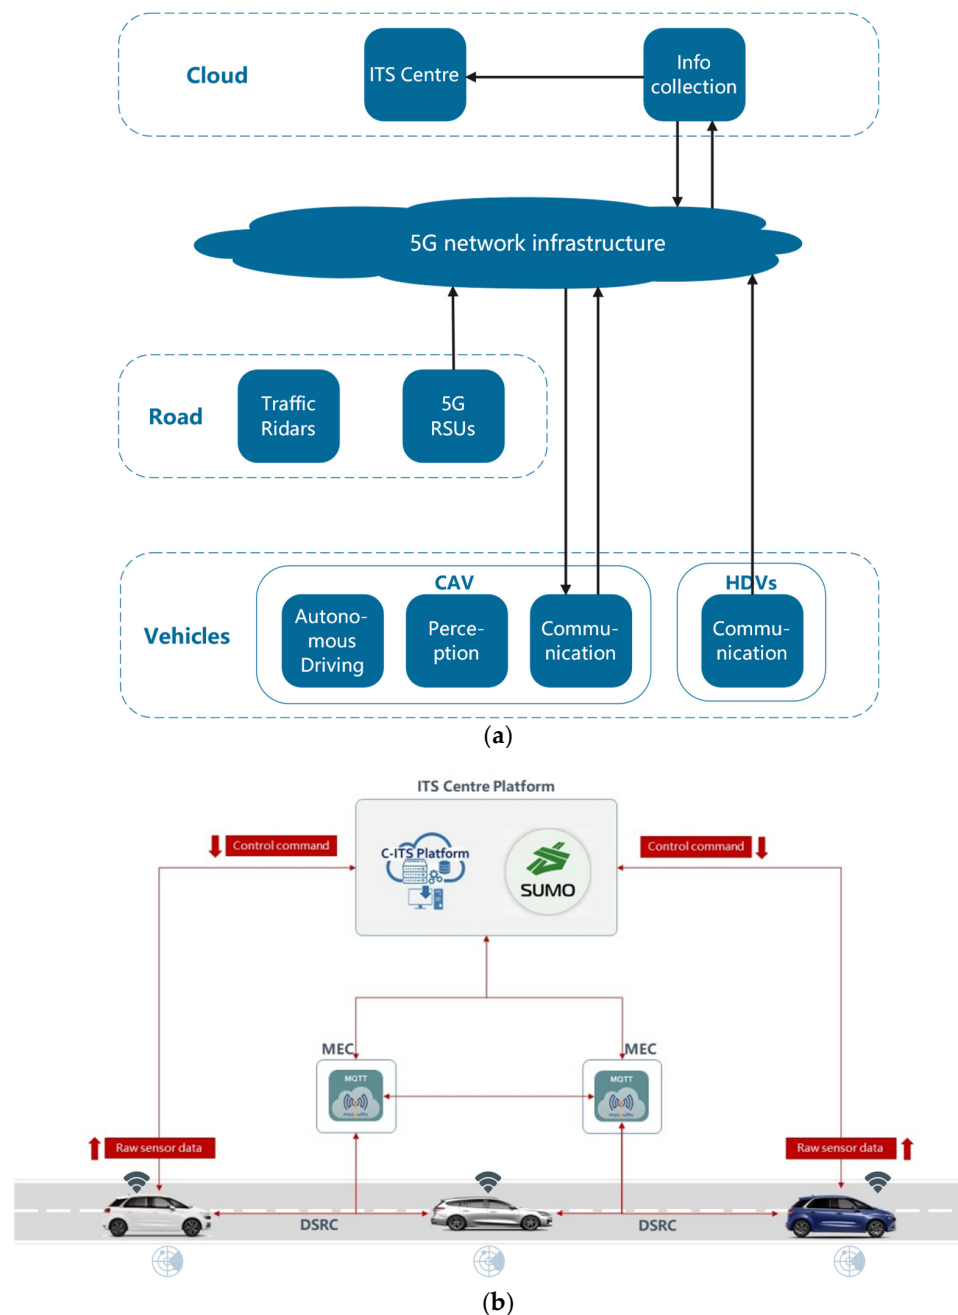 Cloud
ITS Centre
Info
collection
5G network infrastructure
Road
Traffic
Ridars
5G
RSUs
Vehicles
CAV
Autono-
mous
Driving
Perce-
ption
Commu-
nication
HDVs
Commu-
nication
(a)
ITS Centre Platform
Control command
C-ITS Platform
SUMO
Control command
MEC
MQTT
MEC
MQTT
Raw sensor data
Raw sensor data
DSRC
DSRC
(b)